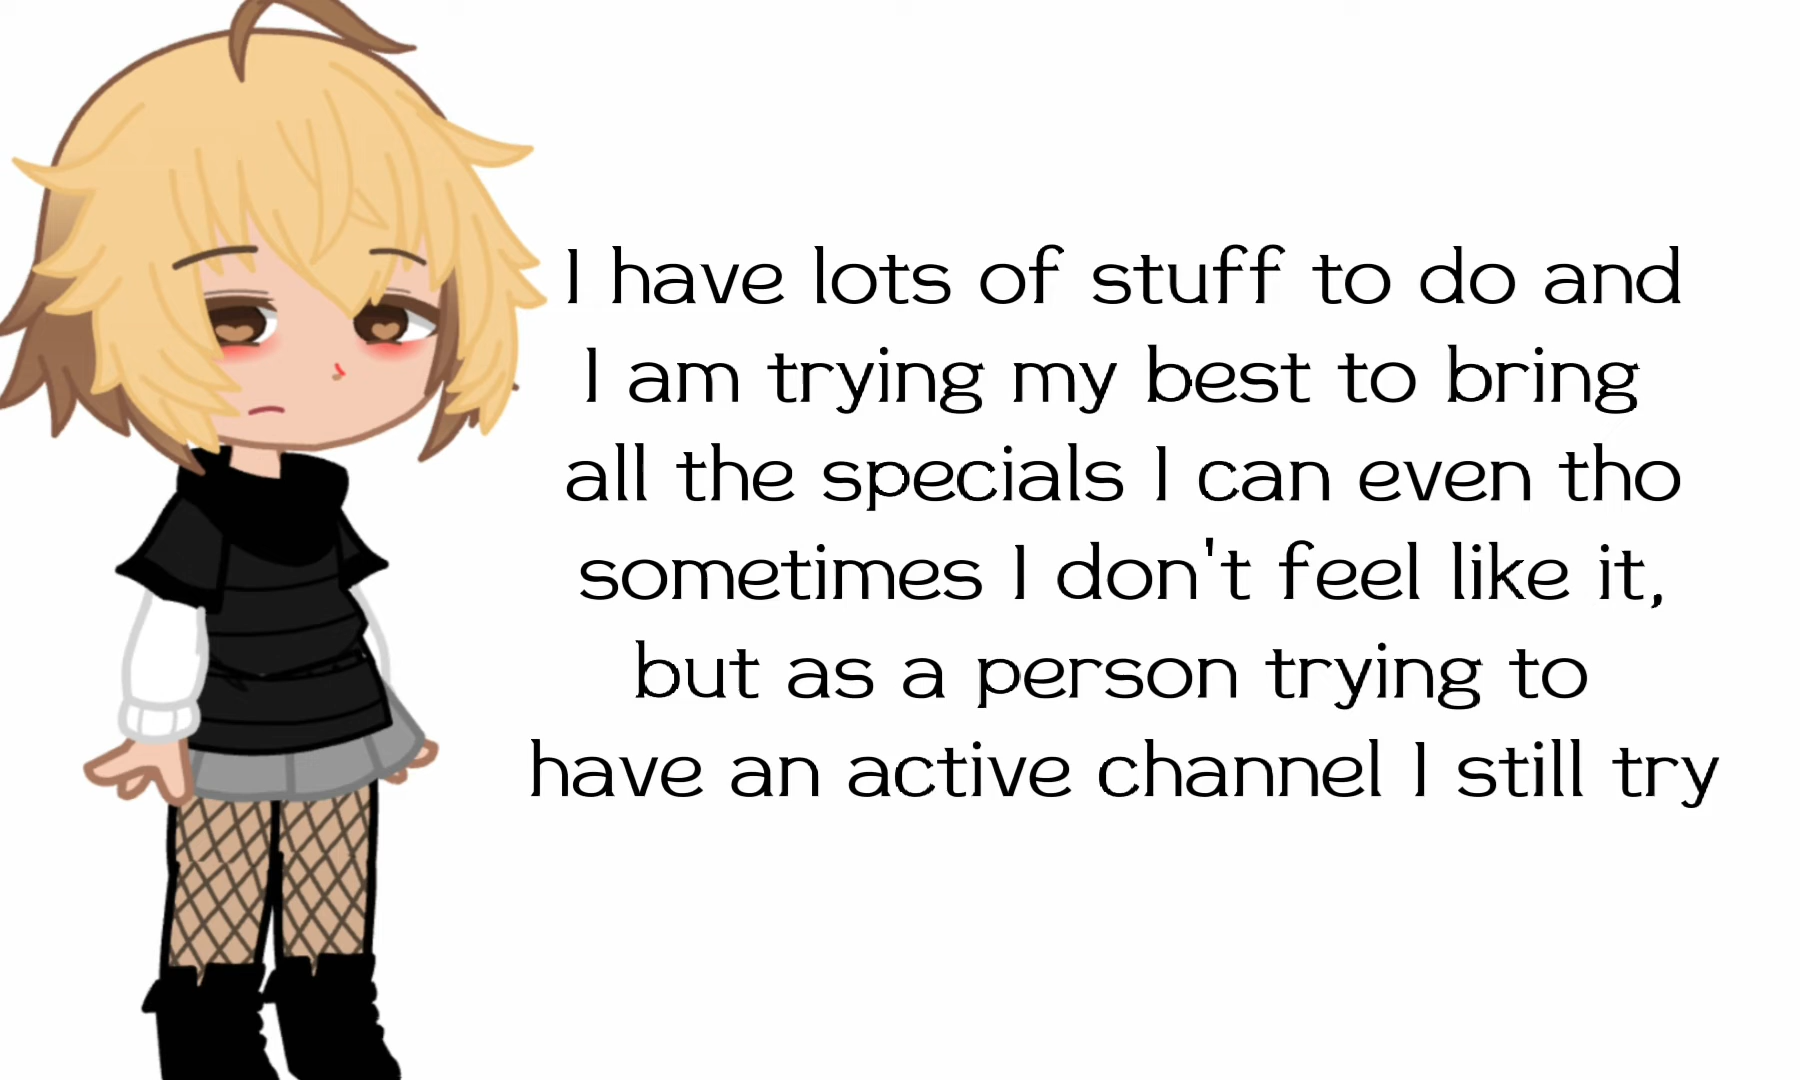 I have lots of stuff to do and
I am trying my best to bring
all the specials I can even tho
sometimes I don't feel like it,
but as a person trying to
have an active channel I still try